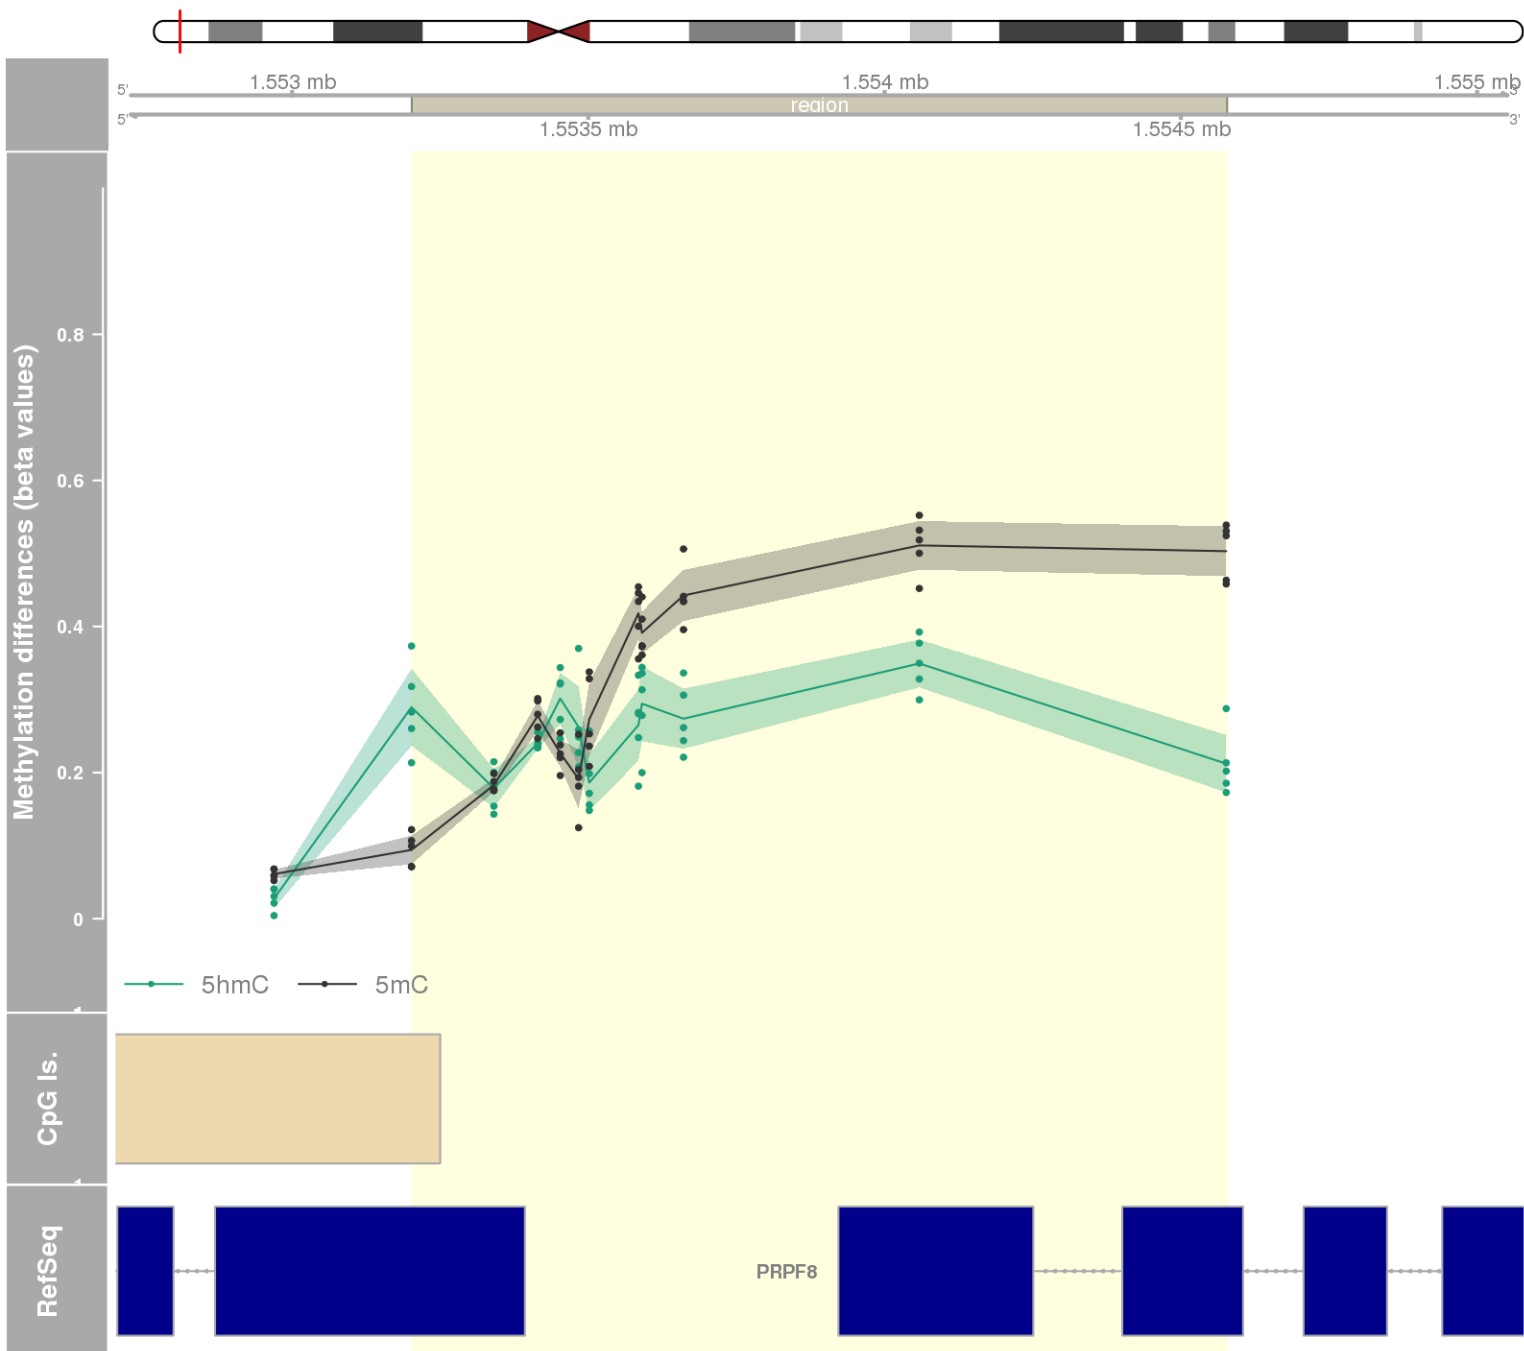 1.553 mb
1.554 mb
1.555 mb
5'
3'
region
5'
3'
1.5535 mb
1.5545 mb
Methylation differences (beta values)
0.8
0.6
0.4
0.2
0
5hmC
5mC
CpG Is.
RefSeq
PRPF8